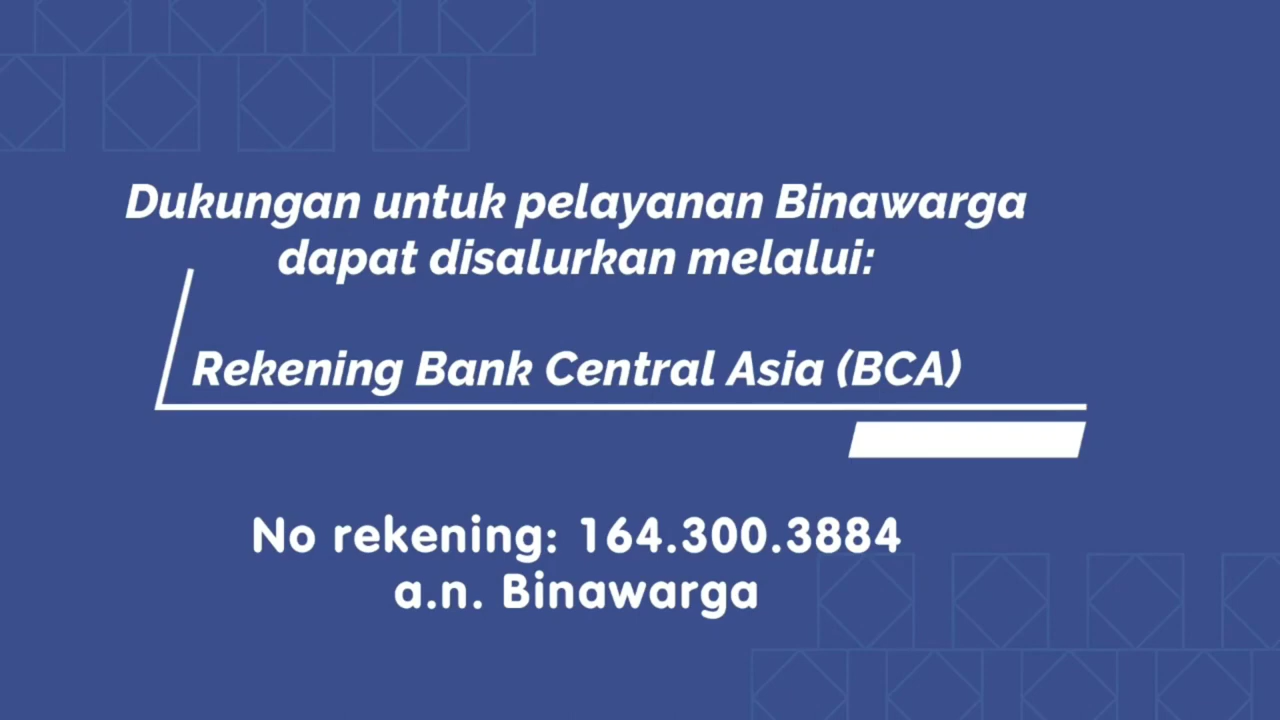 Dukungan untuk pelayanan Binawarga
dapat disalurkan melalui:
Rekening Bank Central Asia (BCA)
No rekening: 164.300.3884
a.n. Binawarga